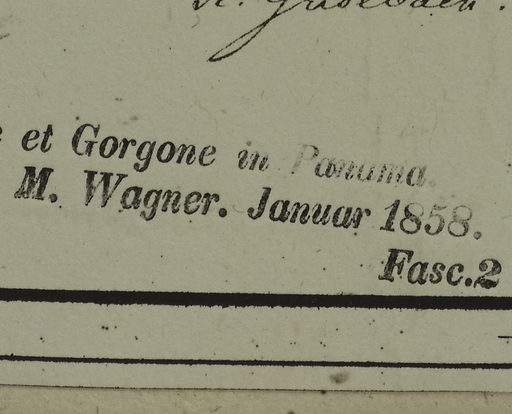 et Gorgone in Panama.
M. Wagner. Januar 1858.
Fasc.2